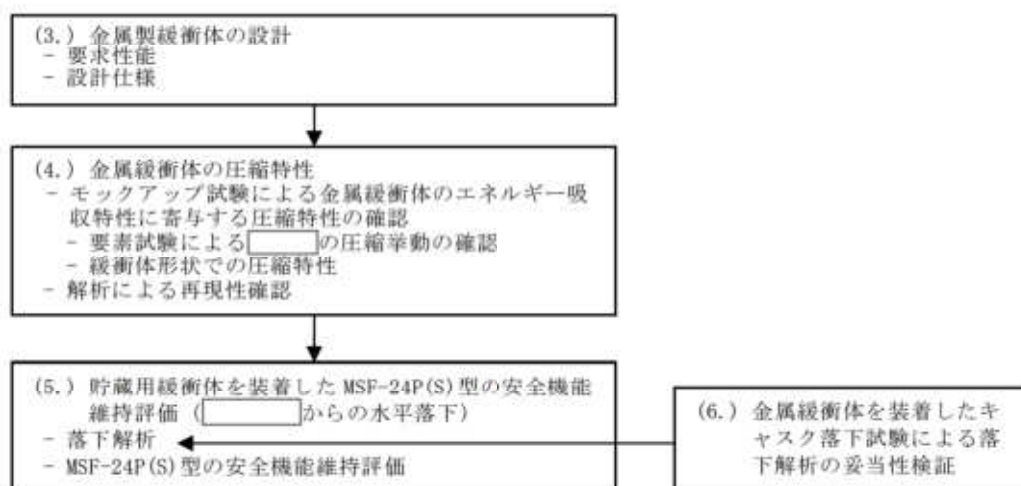 (3.) 金属製緩衝体の設計
- 要求性能
- 設計仕様
(4.) 金属緩衝体の圧縮特性
- モックアップ試験による金属緩衝体のエネルギー吸
収特性に寄与する圧縮特性の確認
- 要素試験による の圧縮挙動の確認
- 緩衝体形状での圧縮特性
- 解析による再現性確認
(5.) 貯蔵用緩衝体を装着した MSF-24P(S)型の安全機能
維持評価 ( からの水平落下)
- 落下解析
- MSF-24P(S)型の安全機能維持評価
(6.) 金属緩衝体を装着したキ
ャスク落下試験による落
下解析の妥当性検証